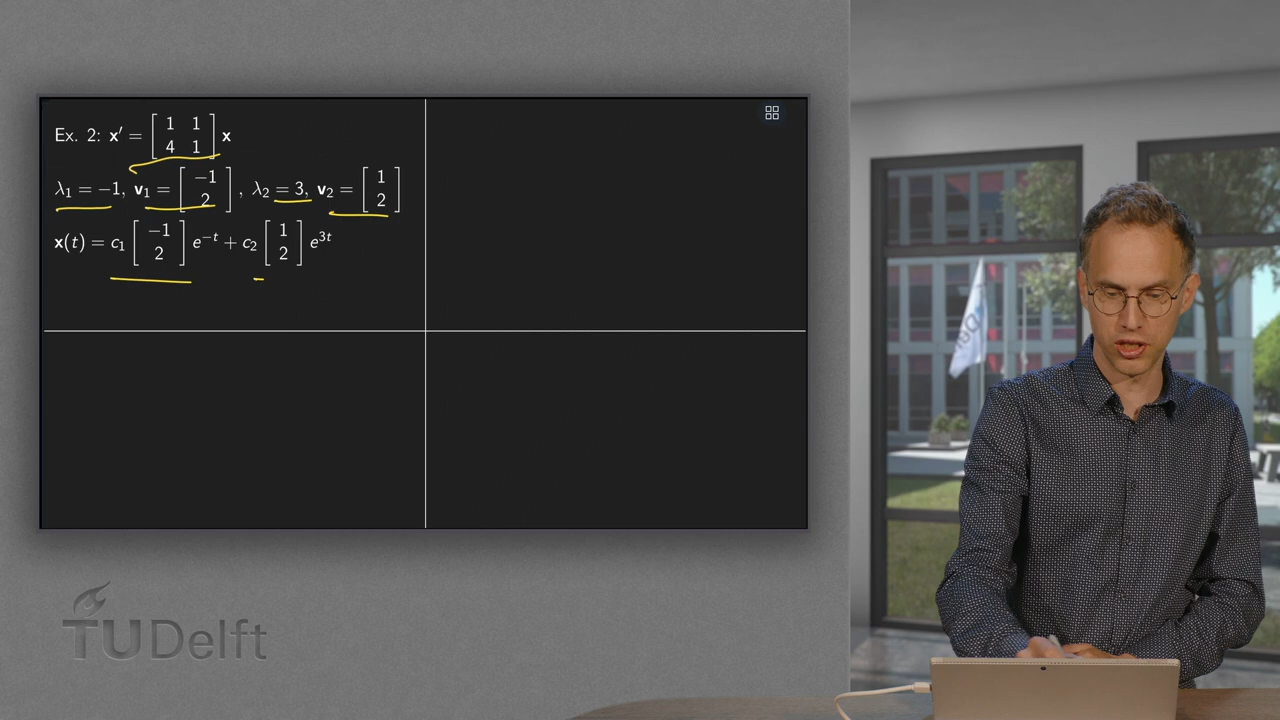 Ex. 2: x′ = [1 1; 4 1] x
λ₁ = −1, v₁ = [−1; 2], λ₂ = 3, v₂ = [1; 2]
x(t) = c₁ [−1; 2] e^{−t} + c₂ [1; 2] e^{3t}
TUDelft